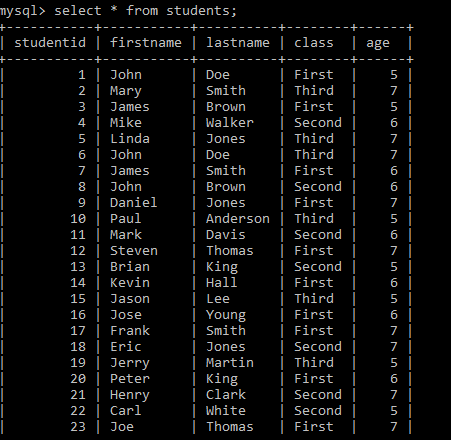 mysql> select * from students;
+-----------+-----------+----------+--------+------+
| studentid | firstname | lastname | class | age |
+-----------+-----------+----------+--------+------+
| 1 | John | Doe | First | 5 |
| 2 | Mary | Smith | Third | 7 |
| 3 | James | Brown | First | 5 |
| 4 | Mike | Walker | Second | 6 |
| 5 | Linda | Jones | Third | 7 |
| 6 | John | Doe | Third | 7 |
| 7 | James | Smith | First | 6 |
| 8 | John | Brown | Second | 6 |
| 9 | Daniel | Jones | First | 7 |
| 10 | Paul | Anderson | Third | 5 |
| 11 | Mark | Davis | Second | 6 |
| 12 | Steven | Thomas | First | 7 |
| 13 | Brian | King | Second | 5 |
| 14 | Kevin | Hall | First | 6 |
| 15 | Jason | Lee | Third | 5 |
| 16 | Jose | Young | First | 6 |
| 17 | Frank | Smith | First | 7 |
| 18 | Eric | Jones | Second | 7 |
| 19 | Jerry | Martin | Third | 5 |
| 20 | Peter | King | First | 6 |
| 21 | Henry | Clark | Second | 7 |
| 22 | Carl | White | Second | 5 |
| 23 | Joe | Thomas | First | 7 |